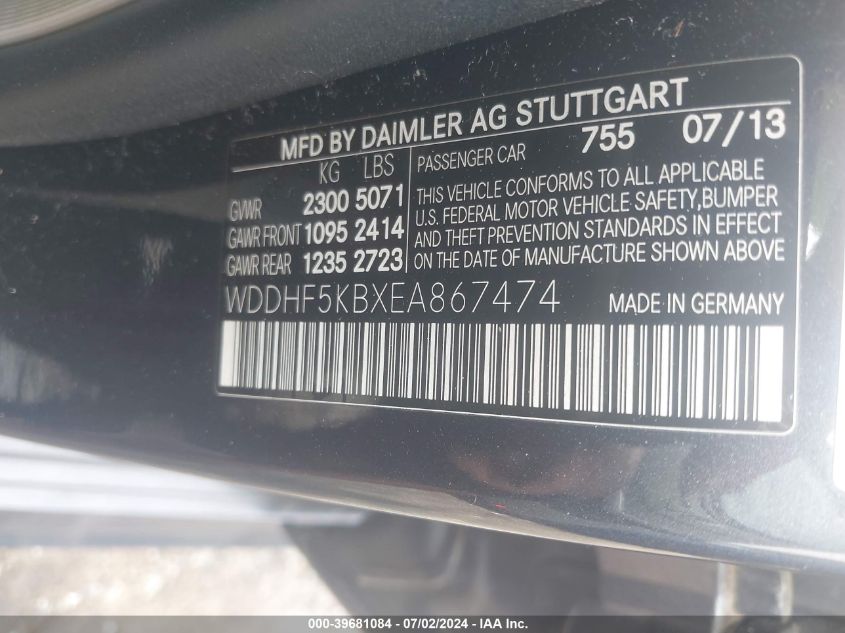 MFD BY DAIMLER AG STUTTGART
KG LBS
GVWR 2300 5071
GAWR FRONT 1095 2414
GAWR REAR 1235 2723
PASSENGER CAR 755 07/13
THIS VEHICLE CONFORMS TO ALL APPLICABLE
U.S. FEDERAL MOTOR VEHICLE SAFETY,BUMPER
AND THEFT PREVENTION STANDARDS IN EFFECT
ON THE DATE OF MANUFACTURE SHOWN ABOVE
WDDHF5KBXEA867474 MADE IN GERMANY
000-39681084 / 07/02/2024 - IAA Inc.